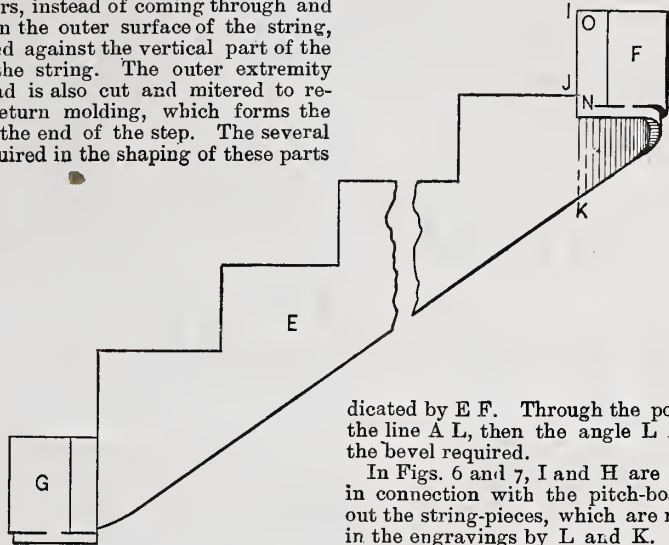 rs, instead of coming through and
n the outer surface of the string,
ed against the vertical part of the
he string. The outer extremity
ad is also cut and mitered to re-
eturn molding, which forms the
the end of the step. The several
uired in the shaping of these parts
I
O
F
J
N
K
E
G
dicated by E F. Through the po
the line A L, then the angle L
the bevel required.
In Figs. 6 and 7, I and H are
in connection with the pitch-bo
out the string-pieces, which are
in the engravings by L and K.